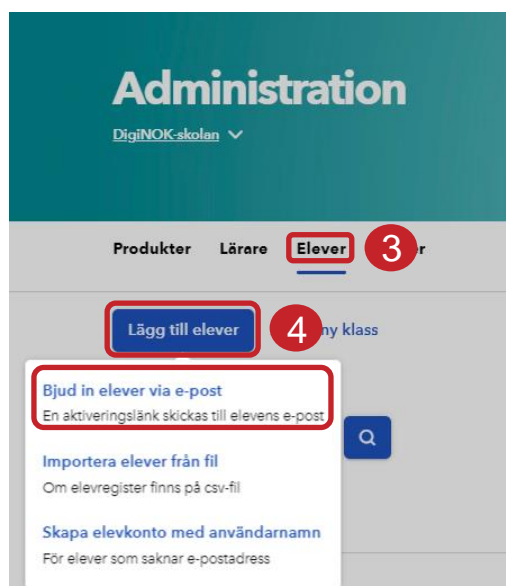 Administration
DigiNOK-skolan
Produkter Lärare Elever 3 r
Lägg till elever 4 ny klass
Bjud in elever via e-post
En aktiveringslänk skickas till elevens e-post
Importera elever från fil
Om elevregister finns på csv-fil
Skapa elevkonto med användarnamn
För elever som saknar e-postadress